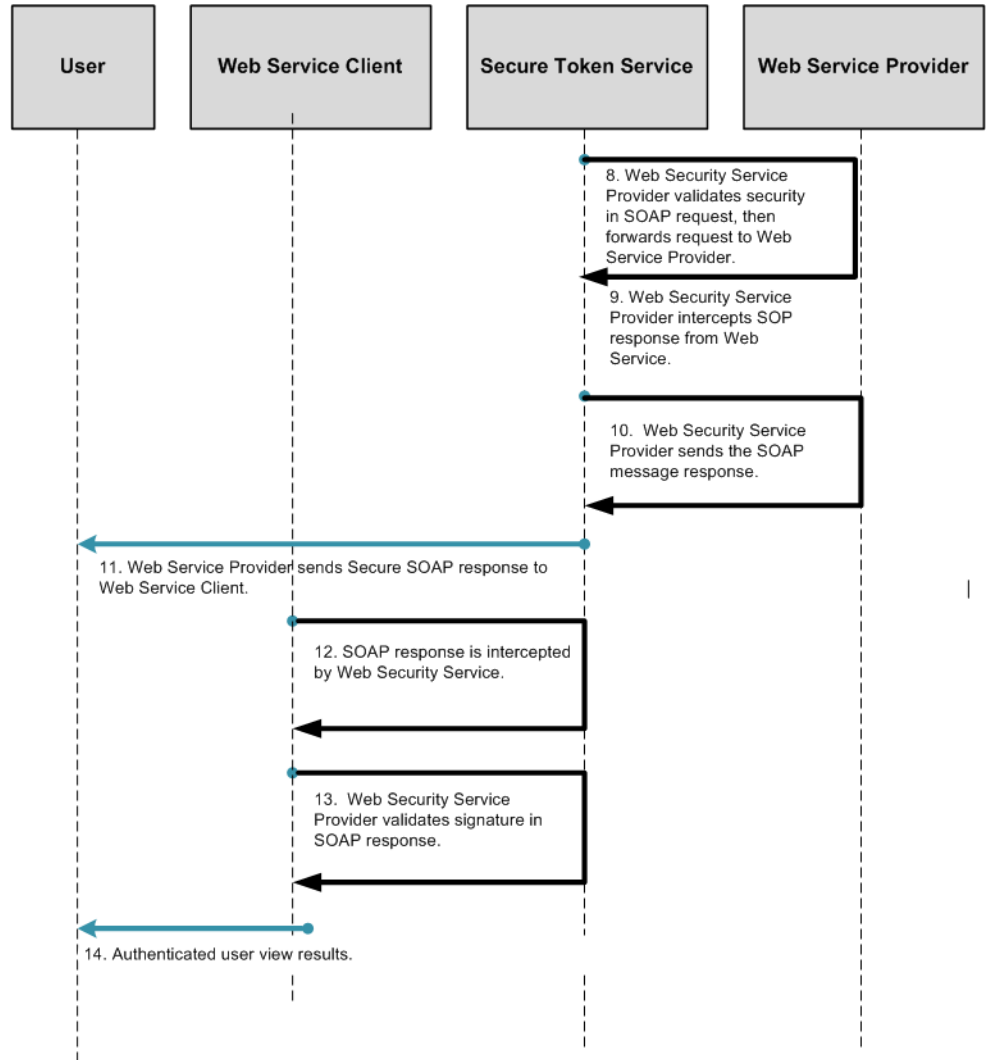 User
Web Service Client
Secure Token Service
Web Service Provider
8. Web Security Service
Provider validates security
in SOAP request, then
forwards request to Web
Service Provider.
9. Web Security Service
Provider intercepts SOP
response from Web
Service.
10. Web Security Service
Provider sends the SOAP
message response.
11. Web Service Provider sends Secure SOAP response to
Web Service Client.
12. SOAP response is intercepted
by Web Security Service.
13. Web Security Service
Provider validates signature in
SOAP response.
14. Authenticated user view results.